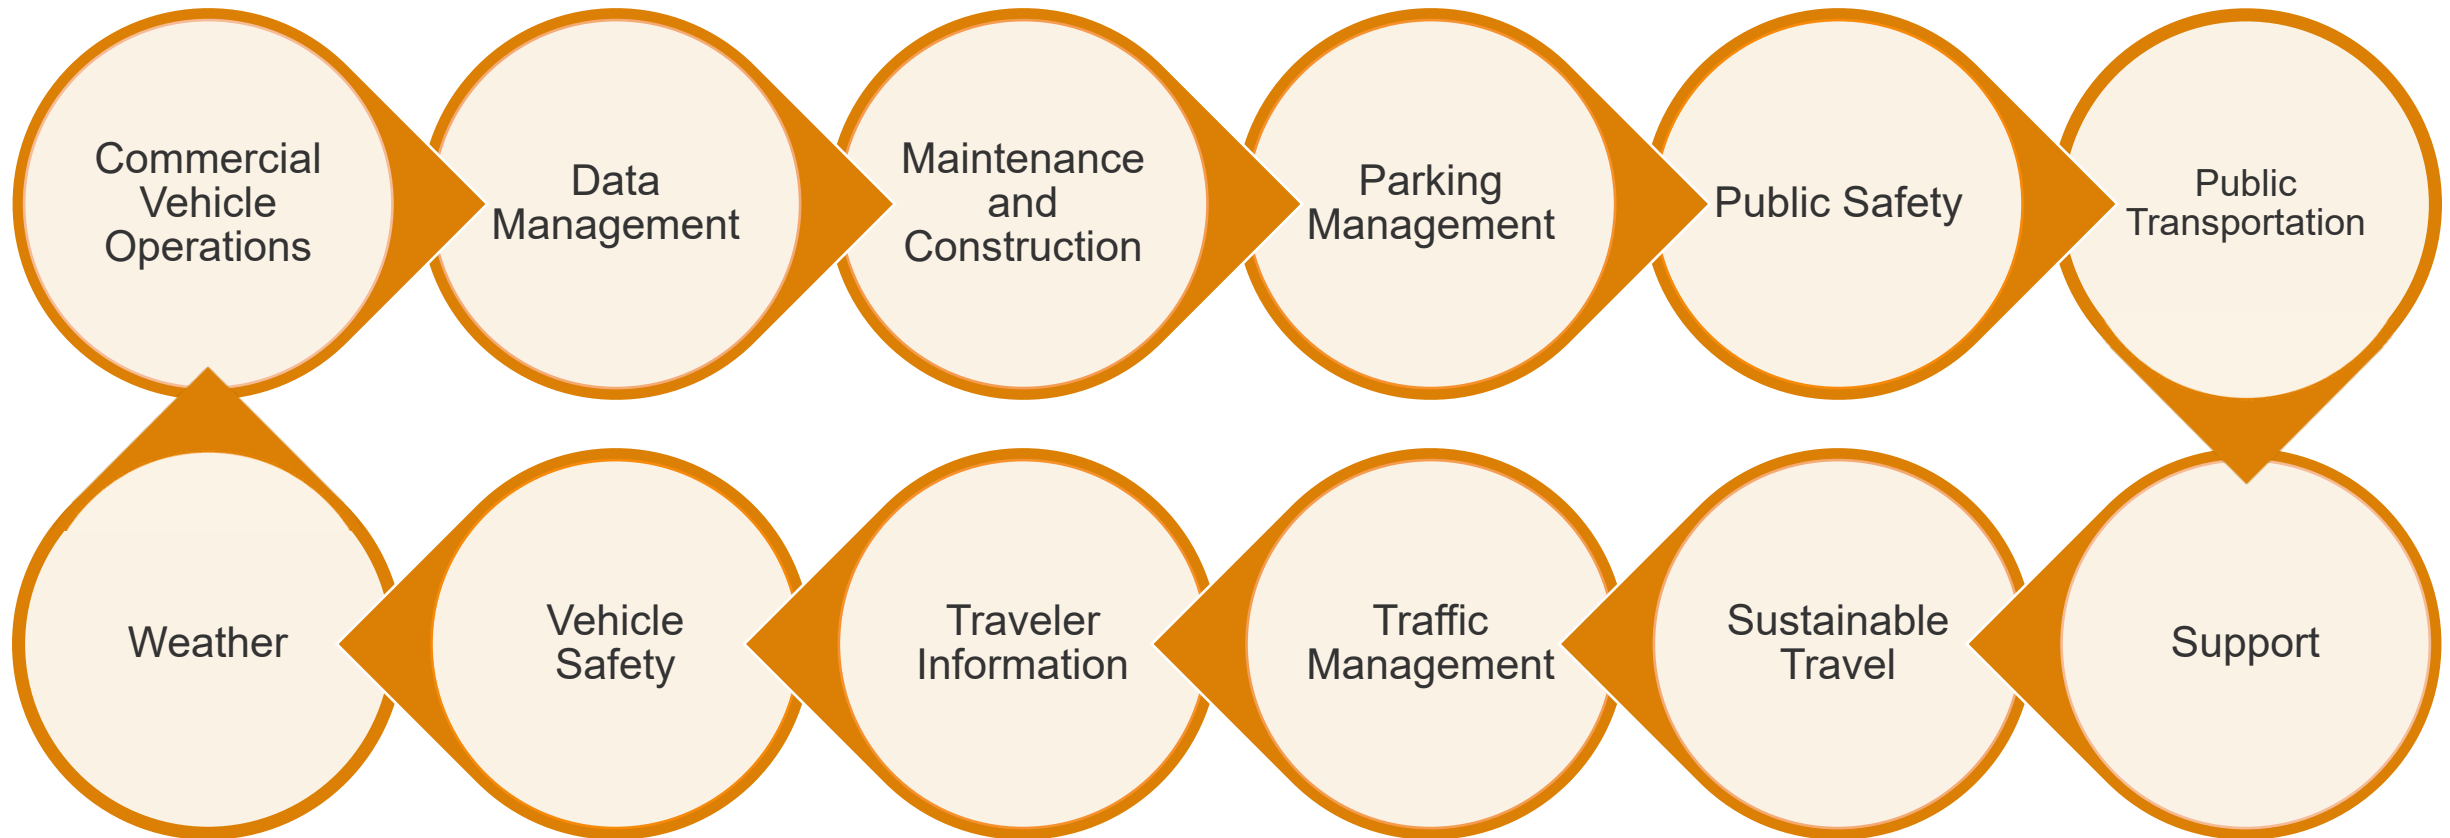 Commercial
Vehicle
Operations
Data
Management
Maintenance
and
Construction
Parking
Management
Public Safety
Public
Transportation
Support
Sustainable
Travel
Traffic
Management
Traveler
Information
Vehicle
Safety
Weather